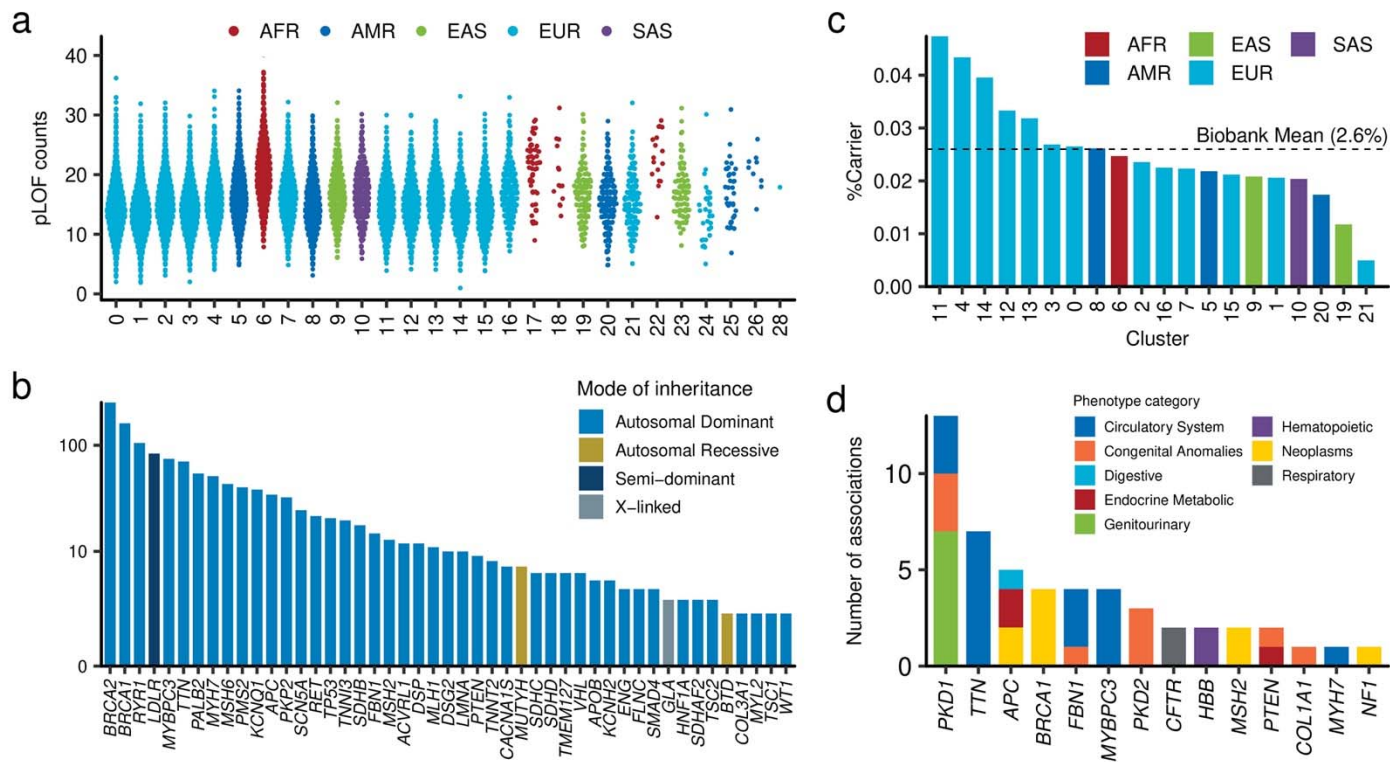 a
AFR AMR EAS EUR SAS
pLOF counts
40
30
20
10
0
0 1 2 3 4 5 6 7 8 9 10 11 12 13 14 15 16 17 18 19 20 21 22 23 24 25 26 28
b
Mode of inheritance
Autosomal Dominant
Autosomal Recessive
Semi−dominant
X−linked
100
10
0
BRCA2 BRCA1 RYR1 LDLR MYBPC3 TTN PALB2 MYH7 MSH6 PMS2 KCNQ1 APC PKP2 SCN5A RET TP53 TNNI3 SDHB FBN1 MSH2 ACVRL1 DSP MLH1 DSG2 LMNA PTEN TNNT2 CACNA1S MUTYH SDHC SDHD TMEM127 VHL APOB KCNH2 ENG FLNC SMAD4 GLA HNF1A SDHAF2 TSC2 BTD COL3A1 MYL2 TSC1 WT1
c
AFR EAS SAS
AMR EUR
%Carrier
0.04
0.03
0.02
0.01
0.00
Biobank Mean (2.6%)
11 4 14 12 13 3 0 8 6 2 16 7 5 15 9 1 10 20 19 21
Cluster
d
Phenotype category
Circulatory System
Congenital Anomalies
Digestive
Endocrine Metabolic
Genitourinary
Hematopoietic
Neoplasms
Respiratory
Number of associations
10
5
0
PKD1 TTN APC BRCA1 FBN1 MYBPC3 PKD2 CFTR HBB MSH2 PTEN COL1A1 MYH7 NF1